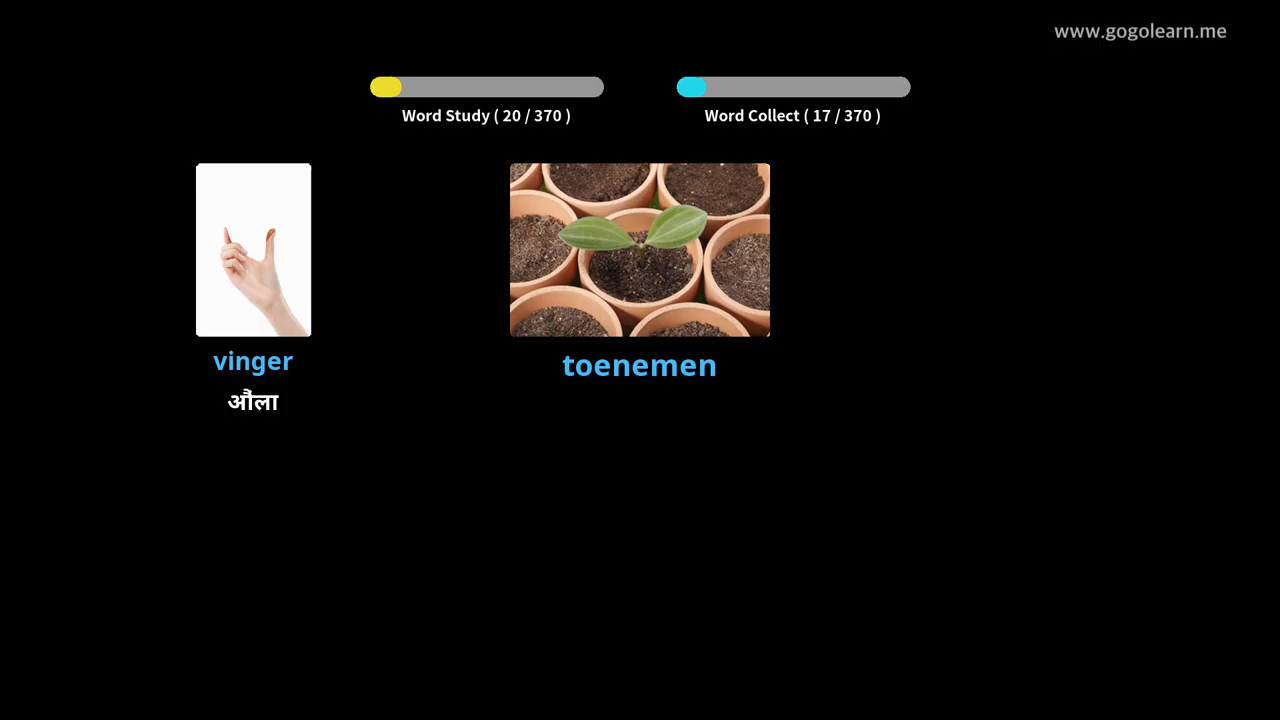 www.gogolearn.me
Word Study ( 20 / 370 )
Word Collect ( 17 / 370 )
vinger
औंला
toenemen